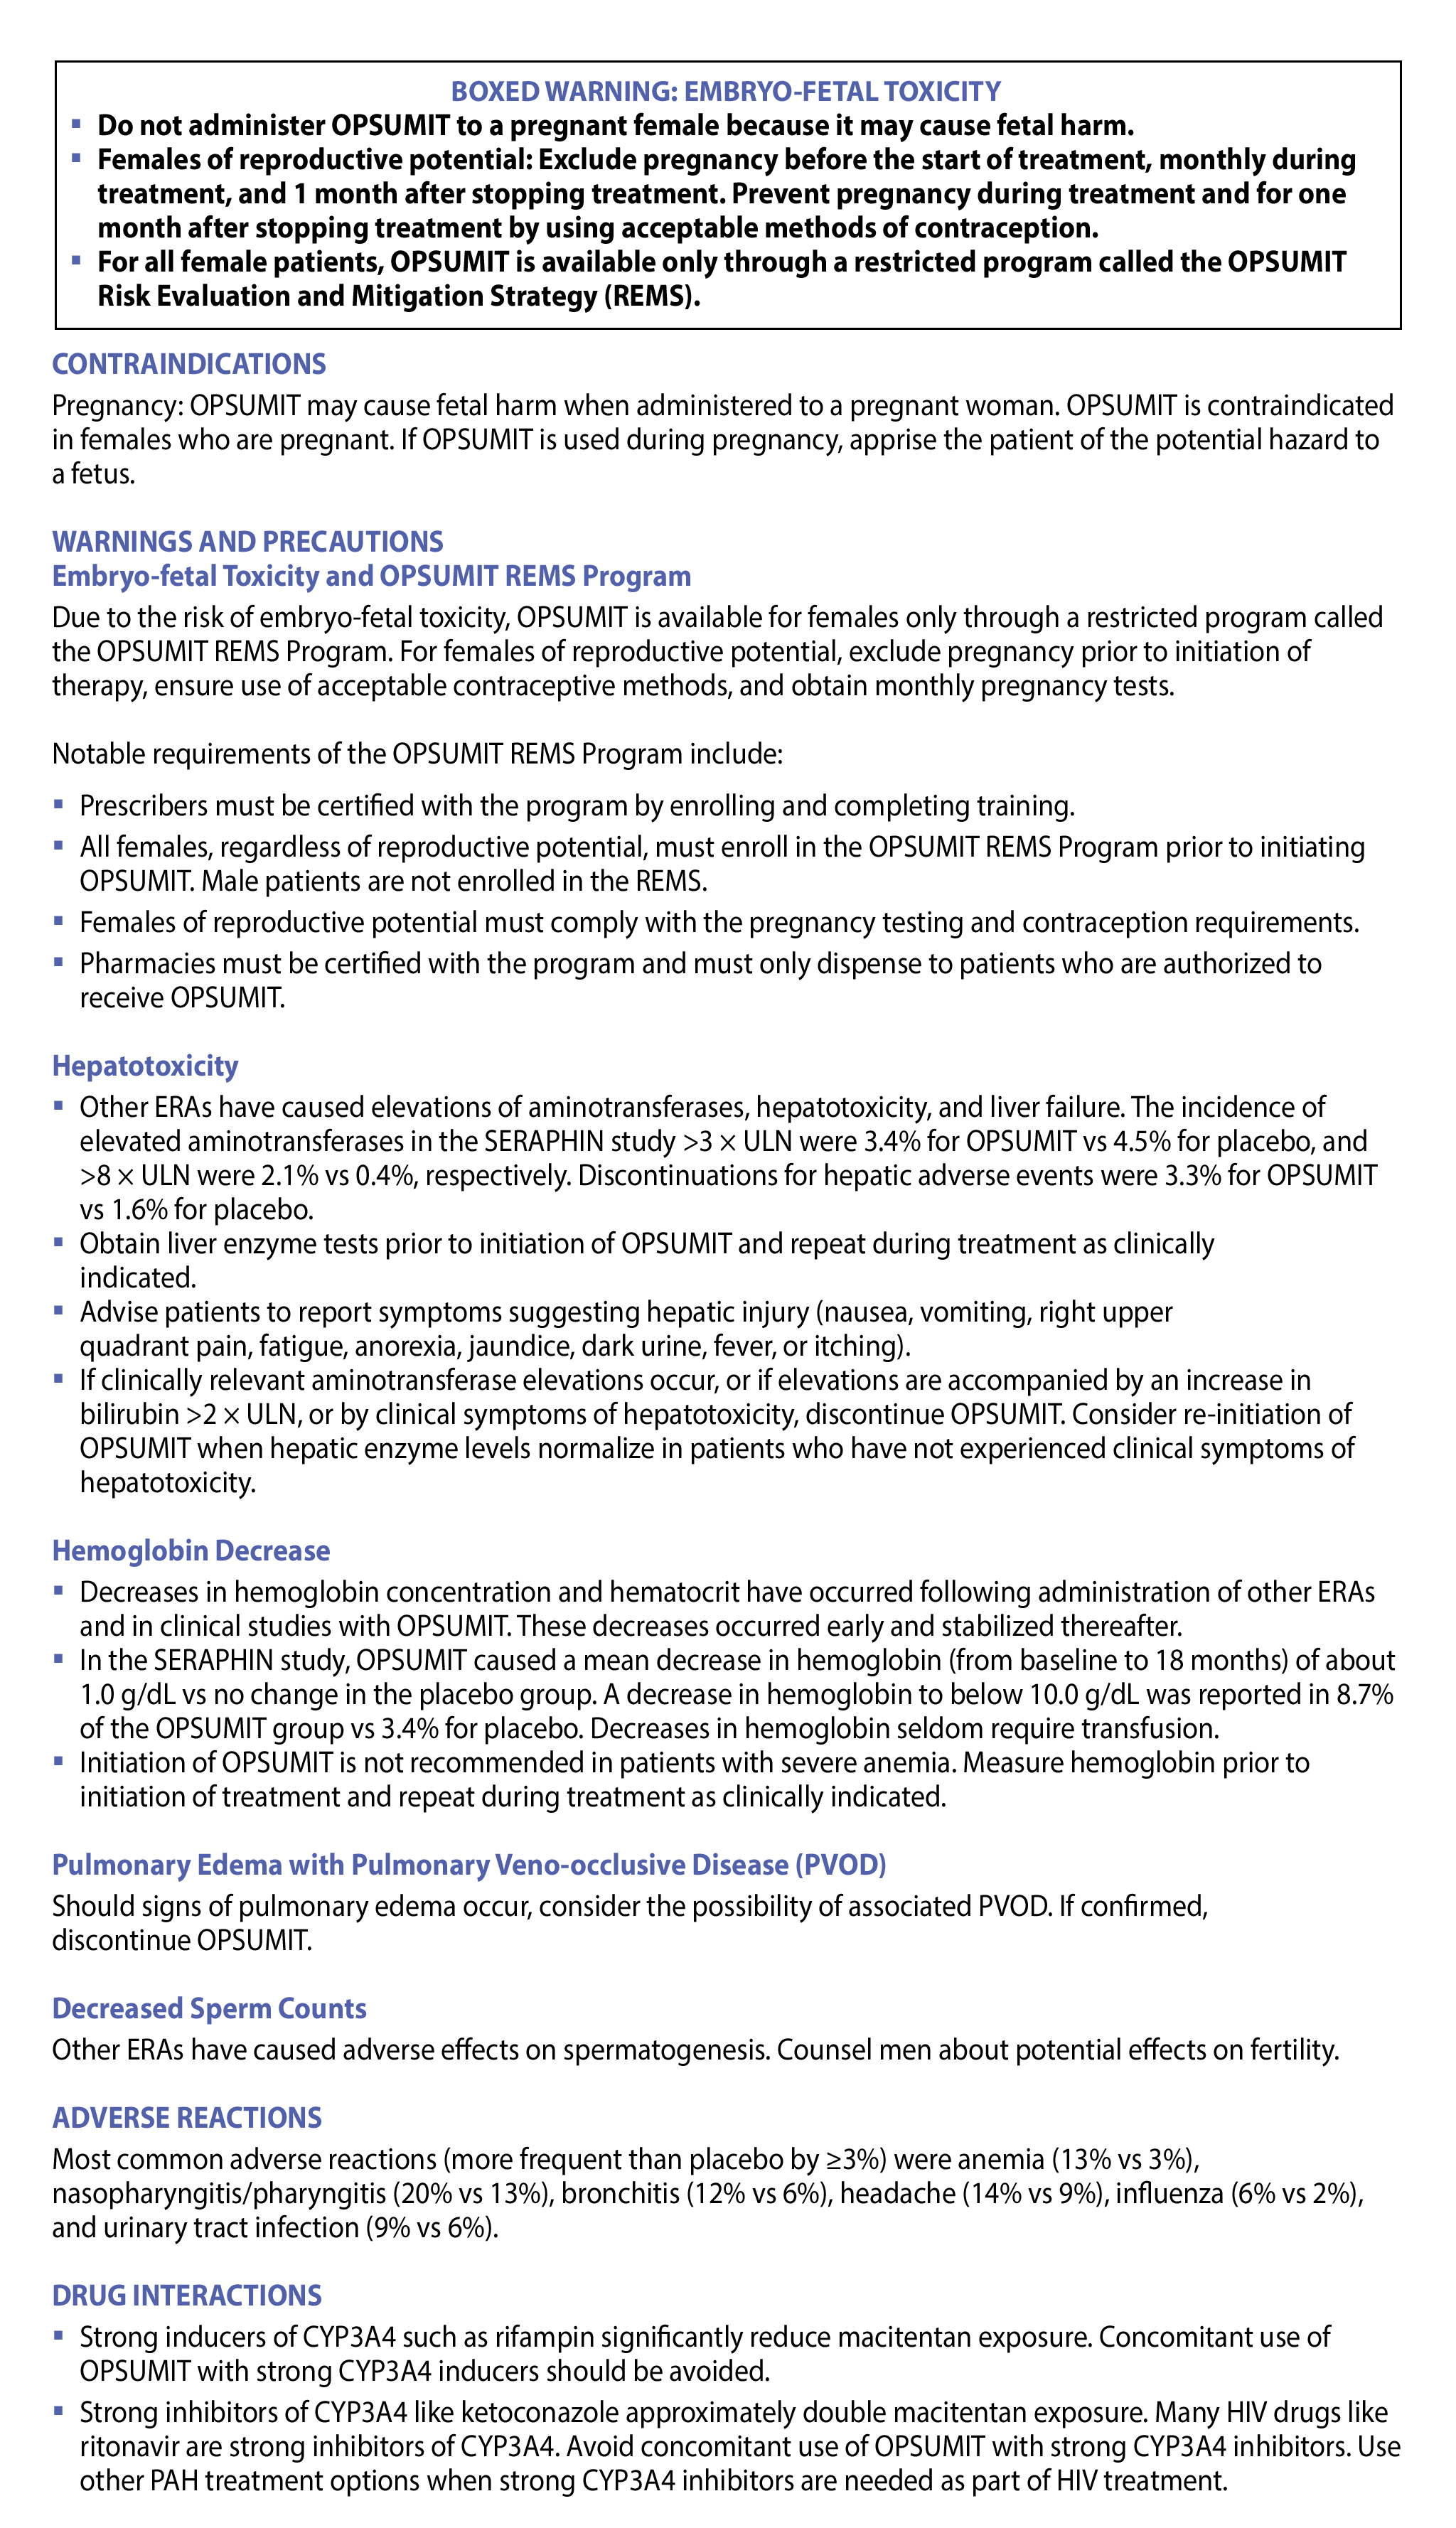 BOXED WARNING: EMBRYO-FETAL TOXICITY
▪ Do not administer OPSUMIT to a pregnant female because it may cause fetal harm.
▪ Females of reproductive potential: Exclude pregnancy before the start of treatment, monthly during
treatment, and 1 month after stopping treatment. Prevent pregnancy during treatment and for one
month after stopping treatment by using acceptable methods of contraception.
▪ For all female patients, OPSUMIT is available only through a restricted program called the OPSUMIT
Risk Evaluation and Mitigation Strategy (REMS).
CONTRAINDICATIONS
Pregnancy: OPSUMIT may cause fetal harm when administered to a pregnant woman. OPSUMIT is contraindicated
in females who are pregnant. If OPSUMIT is used during pregnancy, apprise the patient of the potential hazard to
a fetus.
WARNINGS AND PRECAUTIONS
Embryo-fetal Toxicity and OPSUMIT REMS Program
Due to the risk of embryo-fetal toxicity, OPSUMIT is available for females only through a restricted program called
the OPSUMIT REMS Program. For females of reproductive potential, exclude pregnancy prior to initiation of
therapy, ensure use of acceptable contraceptive methods, and obtain monthly pregnancy tests.
Notable requirements of the OPSUMIT REMS Program include:
▪ Prescribers must be certified with the program by enrolling and completing training.
▪ All females, regardless of reproductive potential, must enroll in the OPSUMIT REMS Program prior to initiating
OPSUMIT. Male patients are not enrolled in the REMS.
▪ Females of reproductive potential must comply with the pregnancy testing and contraception requirements.
▪ Pharmacies must be certified with the program and must only dispense to patients who are authorized to
receive OPSUMIT.
Hepatotoxicity
▪ Other ERAs have caused elevations of aminotransferases, hepatotoxicity, and liver failure. The incidence of
elevated aminotransferases in the SERAPHIN study >3 × ULN were 3.4% for OPSUMIT vs 4.5% for placebo, and
>8 × ULN were 2.1% vs 0.4%, respectively. Discontinuations for hepatic adverse events were 3.3% for OPSUMIT
vs 1.6% for placebo.
▪ Obtain liver enzyme tests prior to initiation of OPSUMIT and repeat during treatment as clinically
indicated.
▪ Advise patients to report symptoms suggesting hepatic injury (nausea, vomiting, right upper
quadrant pain, fatigue, anorexia, jaundice, dark urine, fever, or itching).
▪ If clinically relevant aminotransferase elevations occur, or if elevations are accompanied by an increase in
bilirubin >2 × ULN, or by clinical symptoms of hepatotoxicity, discontinue OPSUMIT. Consider re-initiation of
OPSUMIT when hepatic enzyme levels normalize in patients who have not experienced clinical symptoms of
hepatotoxicity.
Hemoglobin Decrease
▪ Decreases in hemoglobin concentration and hematocrit have occurred following administration of other ERAs
and in clinical studies with OPSUMIT. These decreases occurred early and stabilized thereafter.
▪ In the SERAPHIN study, OPSUMIT caused a mean decrease in hemoglobin (from baseline to 18 months) of about
1.0 g/dL vs no change in the placebo group. A decrease in hemoglobin to below 10.0 g/dL was reported in 8.7%
of the OPSUMIT group vs 3.4% for placebo. Decreases in hemoglobin seldom require transfusion.
▪ Initiation of OPSUMIT is not recommended in patients with severe anemia. Measure hemoglobin prior to
initiation of treatment and repeat during treatment as clinically indicated.
Pulmonary Edema with Pulmonary Veno-occlusive Disease (PVOD)
Should signs of pulmonary edema occur, consider the possibility of associated PVOD. If confirmed,
discontinue OPSUMIT.
Decreased Sperm Counts
Other ERAs have caused adverse effects on spermatogenesis. Counsel men about potential effects on fertility.
ADVERSE REACTIONS
Most common adverse reactions (more frequent than placebo by ≥3%) were anemia (13% vs 3%),
nasopharyngitis/pharyngitis (20% vs 13%), bronchitis (12% vs 6%), headache (14% vs 9%), influenza (6% vs 2%),
and urinary tract infection (9% vs 6%).
DRUG INTERACTIONS
▪ Strong inducers of CYP3A4 such as rifampin significantly reduce macitentan exposure. Concomitant use of
OPSUMIT with strong CYP3A4 inducers should be avoided.
▪ Strong inhibitors of CYP3A4 like ketoconazole approximately double macitentan exposure. Many HIV drugs like
ritonavir are strong inhibitors of CYP3A4. Avoid concomitant use of OPSUMIT with strong CYP3A4 inhibitors. Use
other PAH treatment options when strong CYP3A4 inhibitors are needed as part of HIV treatment.